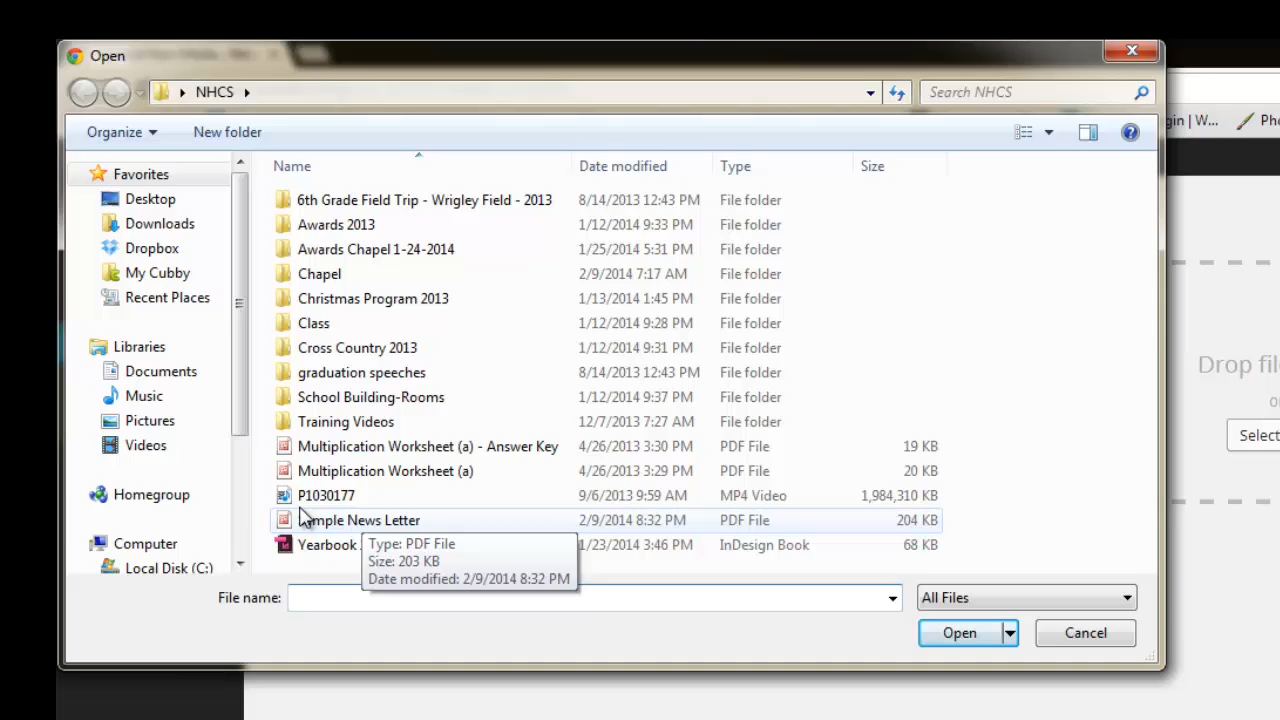 Open
NHCS
Search NHCS
gin | W... Pho
Organize New folder
Name Date modified Type Size
Favorites
Desktop
Downloads
Dropbox
My Cubby
Recent Places
Libraries
Documents
Music
Pictures
Videos
Homegroup
Computer
Local Disk (C:)
6th Grade Field Trip - Wrigley Field - 2013 8/14/2013 12:43 PM File folder
Awards 2013 1/12/2014 9:33 PM File folder
Awards Chapel 1-24-2014 1/25/2014 5:31 PM File folder
Chapel 2/9/2014 7:17 AM File folder
Christmas Program 2013 1/13/2014 1:45 PM File folder
Class 1/12/2014 9:28 PM File folder
Cross Country 2013 1/12/2014 9:31 PM File folder
graduation speeches 8/14/2013 12:43 PM File folder
School Building-Rooms 1/12/2014 9:37 PM File folder
Training Videos 12/7/2013 7:27 AM File folder
Multiplication Worksheet (a) - Answer Key 4/26/2013 3:30 PM PDF File 19 KB
Multiplication Worksheet (a) 4/26/2013 3:29 PM PDF File 20 KB
P1030177 9/6/2013 9:59 AM MP4 Video 1,984,310 KB
mple News Letter 2/9/2014 8:32 PM PDF File 204 KB
Yearbook 1/23/2014 3:46 PM InDesign Book 68 KB
Type: PDF File
Size: 203 KB
Date modified: 2/9/2014 8:32 PM
File name: All Files
Open Cancel
Drop fil
o
Select